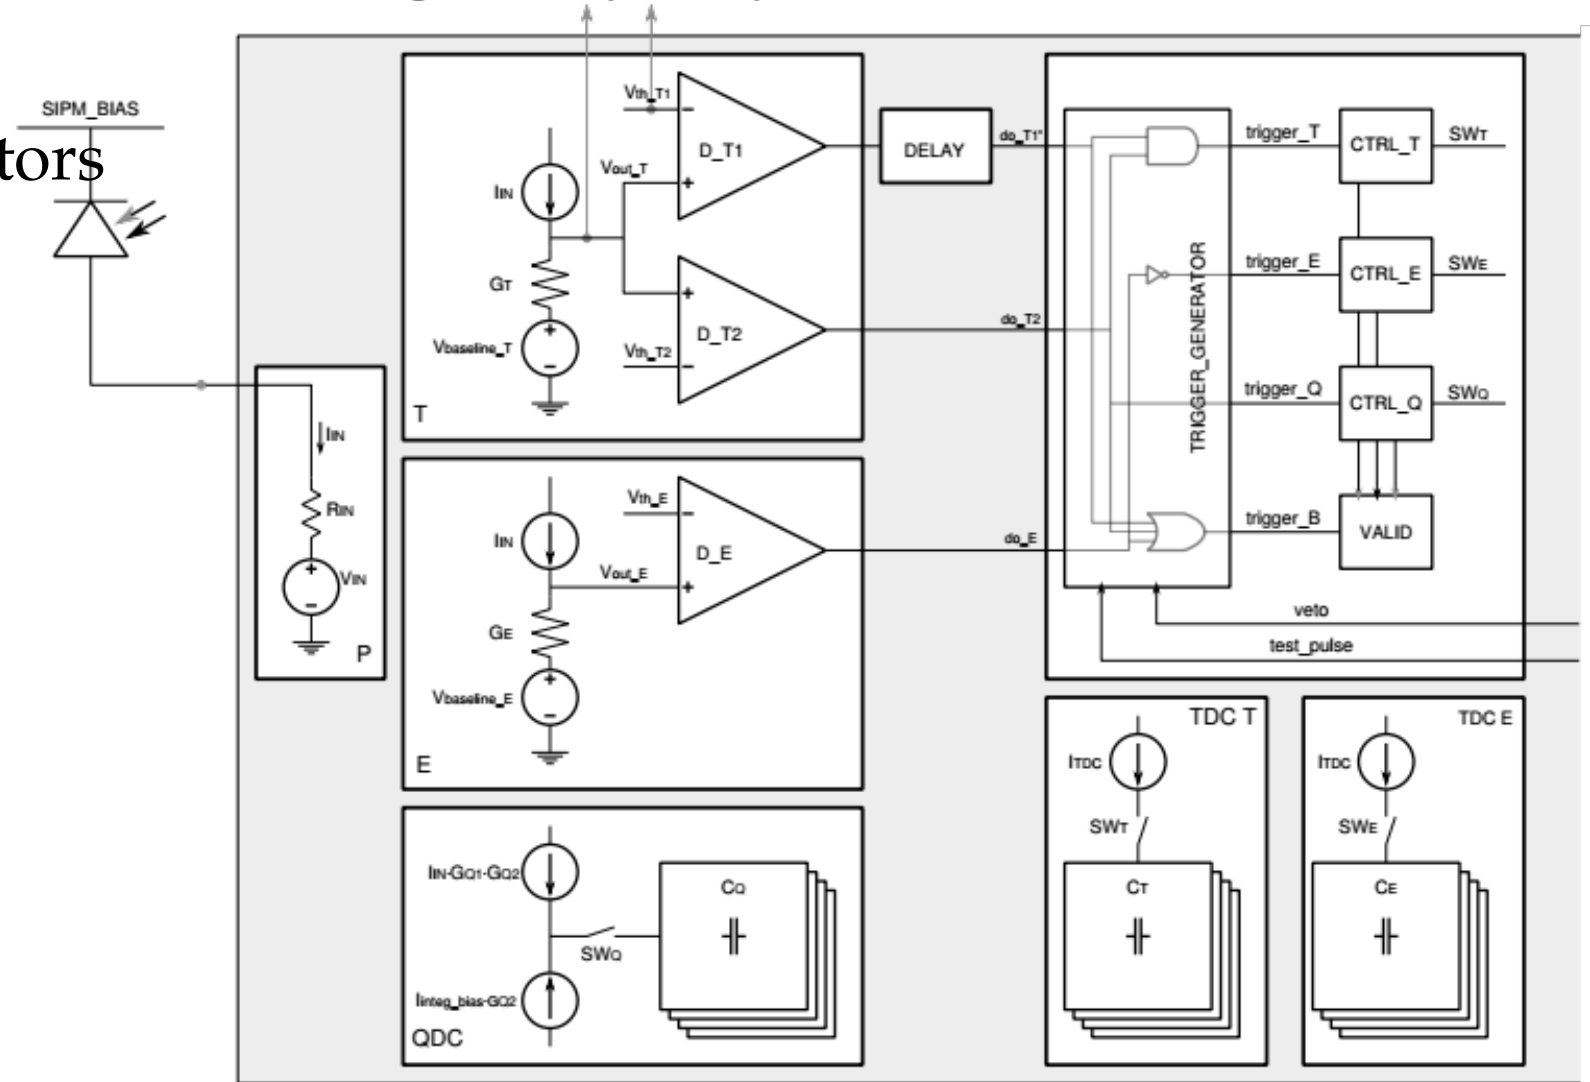 SIPM_BIAS
tors
IIN
RIN
VIN
P
Vth_T1
D_T1
Vout_T
IIN
GT
Vbaseline_T
Vth_T2
D_T2
T
DELAY
do_T1"
do_T2
do_E
Vth_E
D_E
IIN
Vout_E
GE
Vbaseline_E
E
IIN·GQ1·GQ2
SWQ
CQ
Iinteg_bias·GQ2
QDC
TRIGGER_GENERATOR
trigger_T
CTRL_T
SWT
trigger_E
CTRL_E
SWE
trigger_Q
CTRL_Q
SWQ
trigger_B
VALID
veto
test_pulse
TDC T
ITDC
SWT
CT
TDC E
ITDC
SWE
CE